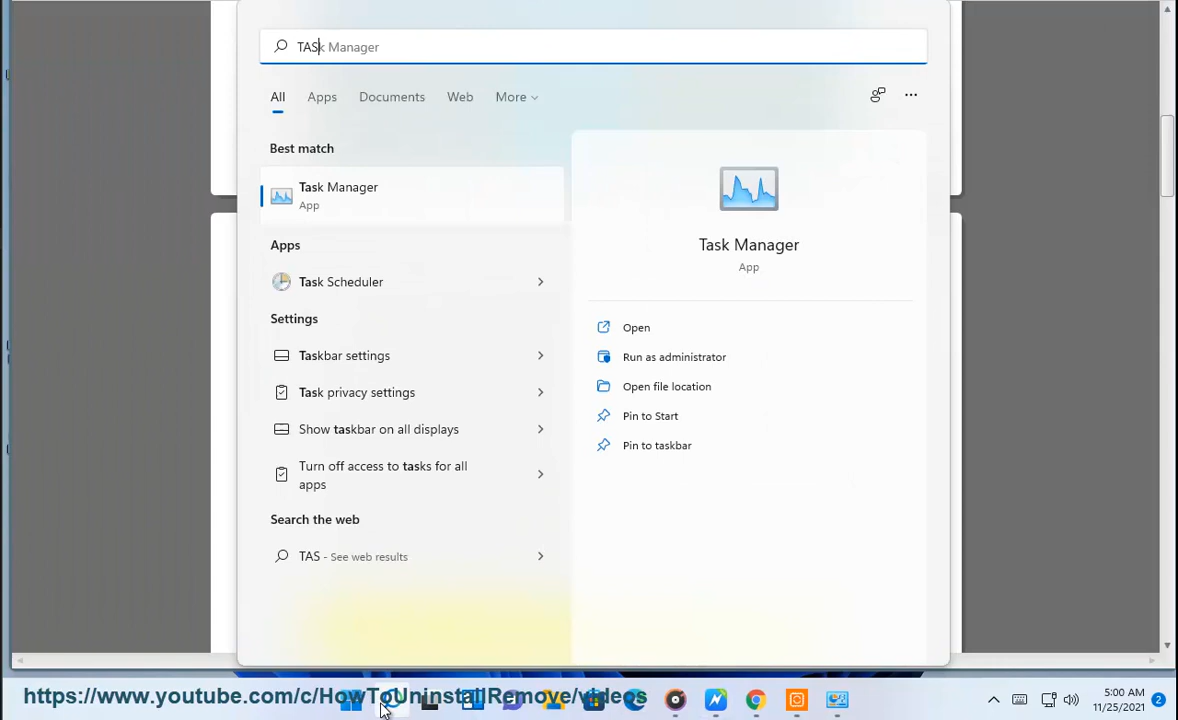 TASk Manager
All Apps Documents Web More
Best match
Task Manager
App
Apps
Task Scheduler
Settings
Taskbar settings
Task privacy settings
Show taskbar on all displays
Turn off access to tasks for all
apps
Search the web
TAS - See web results
Task Manager
App
Open
Run as administrator
Open file location
Pin to Start
Pin to taskbar
https://www.youtube.com/c/HowToUninstallRemove/videos
5:00 AM
11/25/2021
2